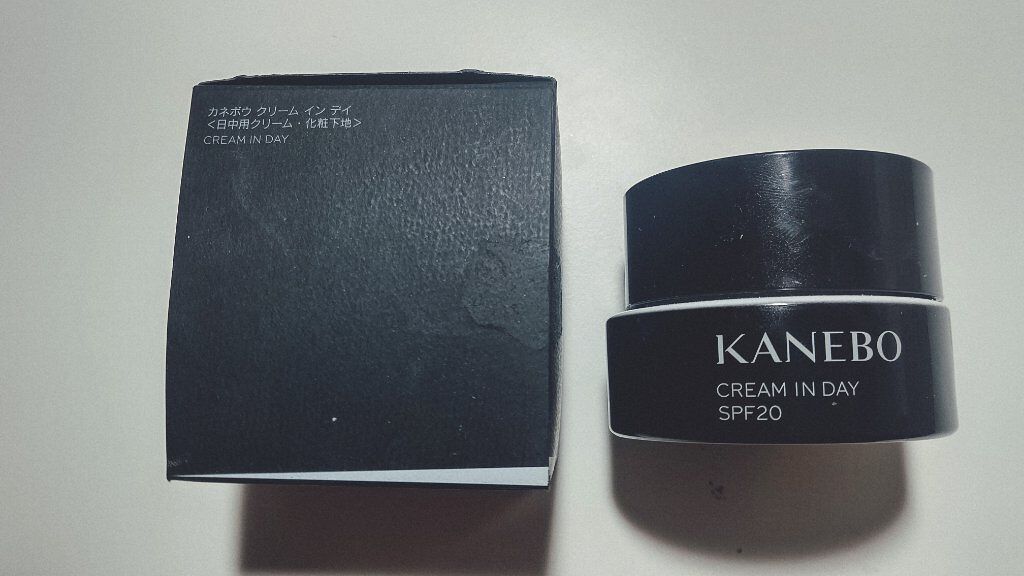 カネボウ クリーム イン デイ
<日中用クリーム・化粧下地>
CREAM IN DAY
KANEBO
CREAM IN DAY
SPF20